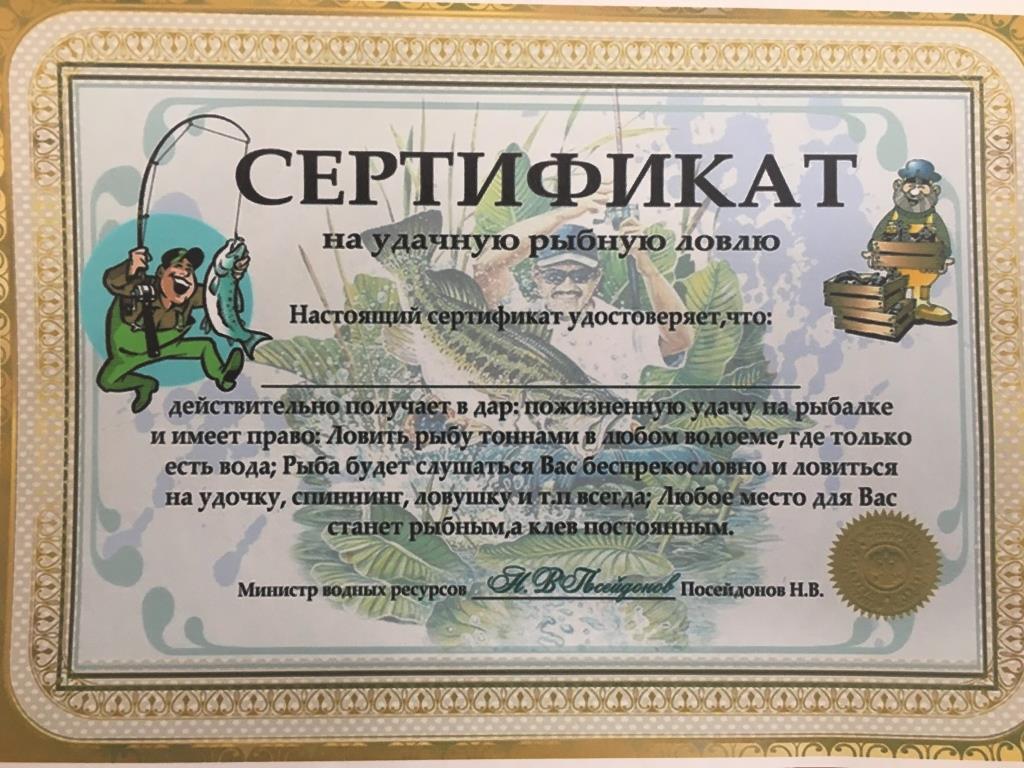 СЕРТИФИКАТ
на удачную рыбную ловлю
Настоящий сертификат удостоверяет,что:
действительно получает в дар: пожизненную удачу на рыбалке
и имеет право: Ловить рыбу тоннами в любом водоеме, где только
есть вода; Рыба будет слушаться Вас беспрекословно и ловиться
на удочку, спиннинг, ловушку и т.п всегда; Любое место для Вас
станет рыбным,а клев постоянным.
Министр водных ресурсов Н. В Посейдонов Посейдонов Н.В.